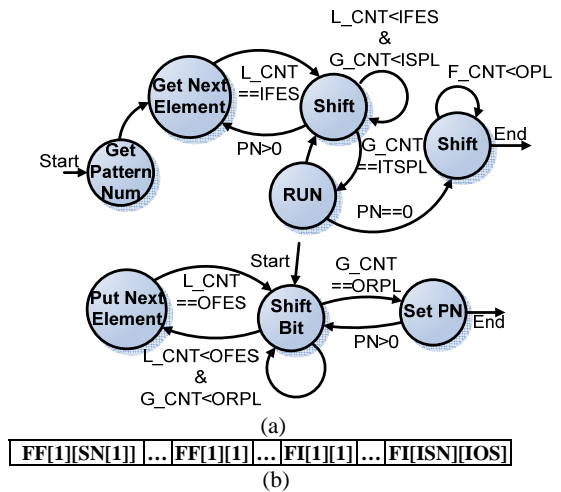 L_CNT<IFES
&
G_CNT<ISPL
Get Next
Element
L_CNT
==IFES
Shift
F_CNT<OPL
PN>0
G_CNT
==ITSPL
Shift
End
Start
Get
Pattern
Num
RUN
PN==0
Start
Put Next
Element
L_CNT
==OFES
Shift
Bit
G_CNT
==ORPL
Set PN
End
PN>0
L_CNT<OFES
&
G_CNT<ORPL
(a)
FF[1][SN[1]] ... FF[1][1] ... FI[1][1] ... FI[ISN][IOS]
(b)